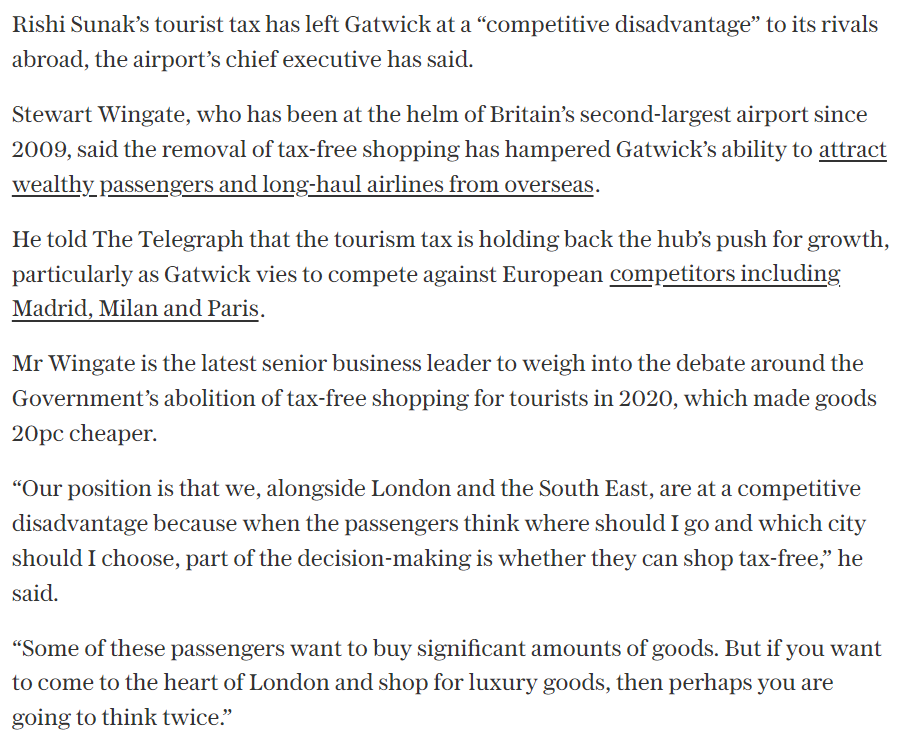 Rishi Sunak’s tourist tax has left Gatwick at a “competitive disadvantage” to its rivals
abroad, the airport’s chief executive has said.
Stewart Wingate, who has been at the helm of Britain’s second-largest airport since
2009, said the removal of tax-free shopping has hampered Gatwick’s ability to attract
wealthy passengers and long-haul airlines from overseas.
He told The Telegraph that the tourism tax is holding back the hub’s push for growth,
particularly as Gatwick vies to compete against European competitors including
Madrid, Milan and Paris.
Mr Wingate is the latest senior business leader to weigh into the debate around the
Government’s abolition of tax-free shopping for tourists in 2020, which made goods
20pc cheaper.
“Our position is that we, alongside London and the South East, are at a competitive
disadvantage because when the passengers think where should I go and which city
should I choose, part of the decision-making is whether they can shop tax-free,” he
said.
“Some of these passengers want to buy significant amounts of goods. But if you want
to come to the heart of London and shop for luxury goods, then perhaps you are
going to think twice.”